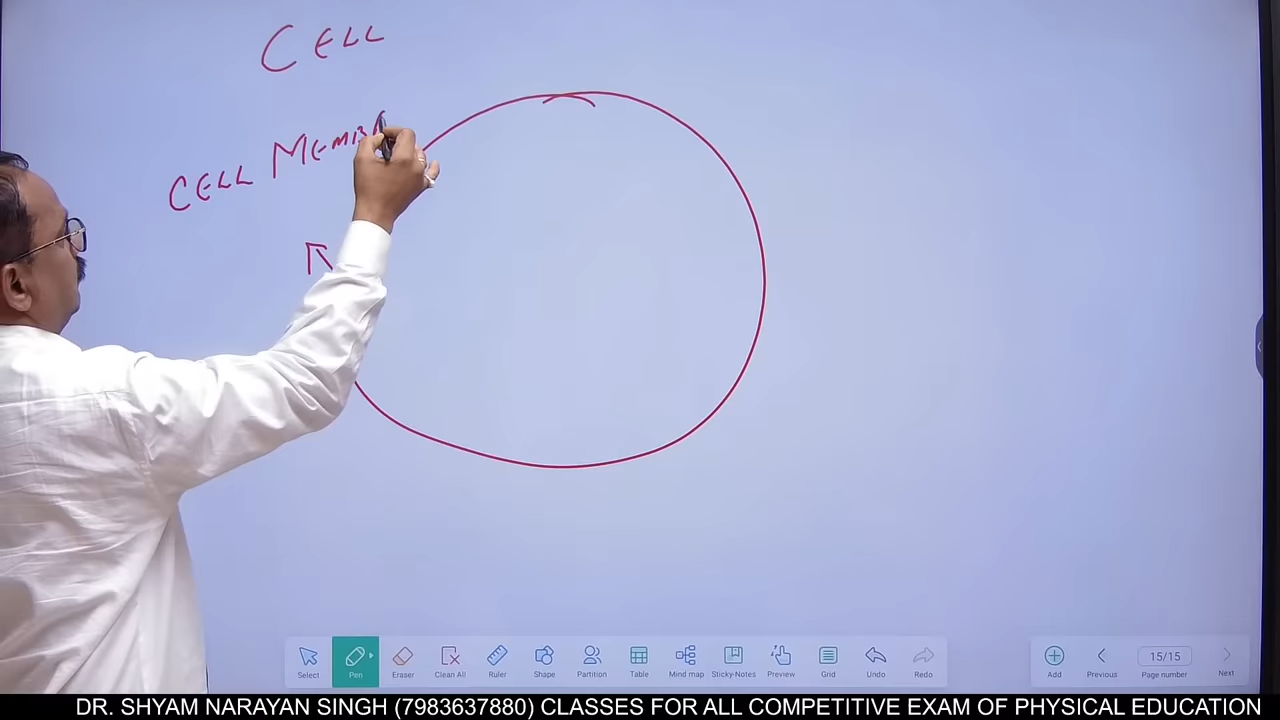 CELL
CELL MEMB
Select
Pen
Eraser
Clean All
Ruler
Shape
Partition
Table
Mind map
Sticky-Notes
Preview
Grid
Undo
Redo
Add
Previous
15/15
Page number
Next
DR. SHYAM NARAYAN SINGH (7983637880) CLASSES FOR ALL COMPETITIVE EXAM OF PHYSICAL EDUCATION